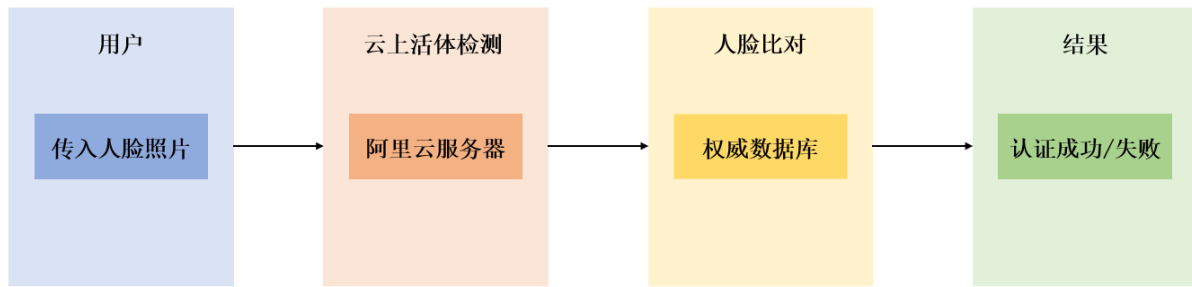 用户
传入人脸照片
云上活体检测
阿里云服务器
人脸比对
权威数据库
结果
认证成功/失败